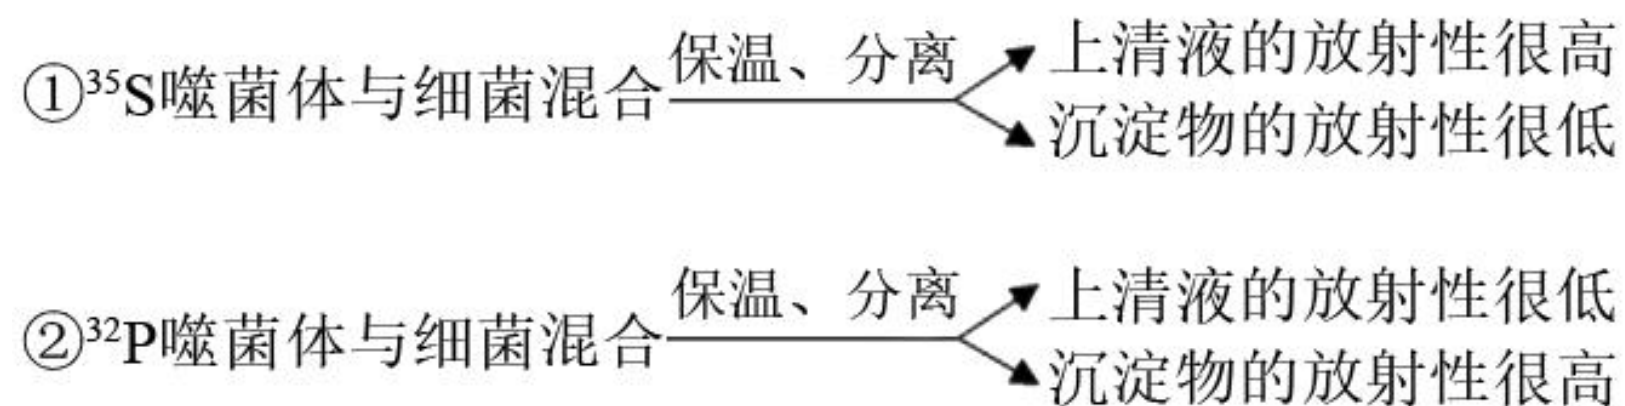 ①³⁵S噬菌体与细菌混合 保温、分离 上清液的放射性很高
沉淀物的放射性很低
②³²P噬菌体与细菌混合 保温、分离 上清液的放射性很低
沉淀物的放射性很高